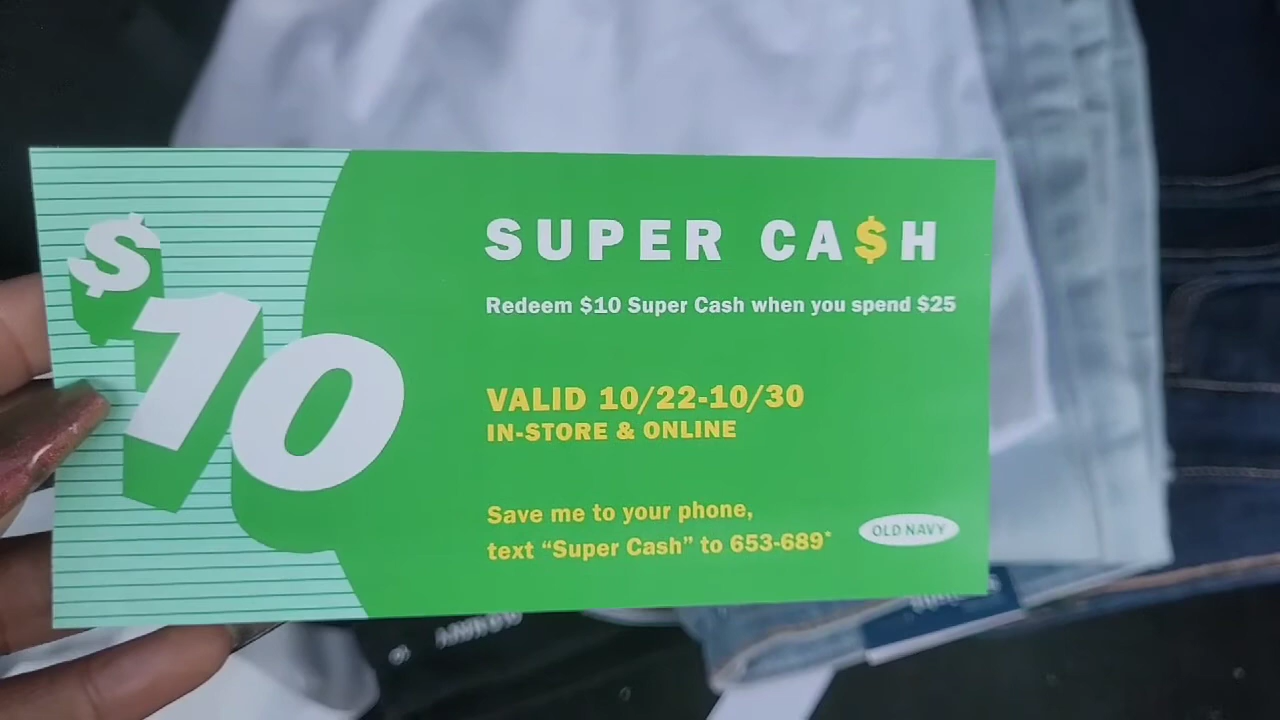 $10
SUPER CA$H
Redeem $10 Super Cash when you spend $25
VALID 10/22-10/30
IN-STORE & ONLINE
Save me to your phone,
text “Super Cash” to 653-689*
OLD NAVY